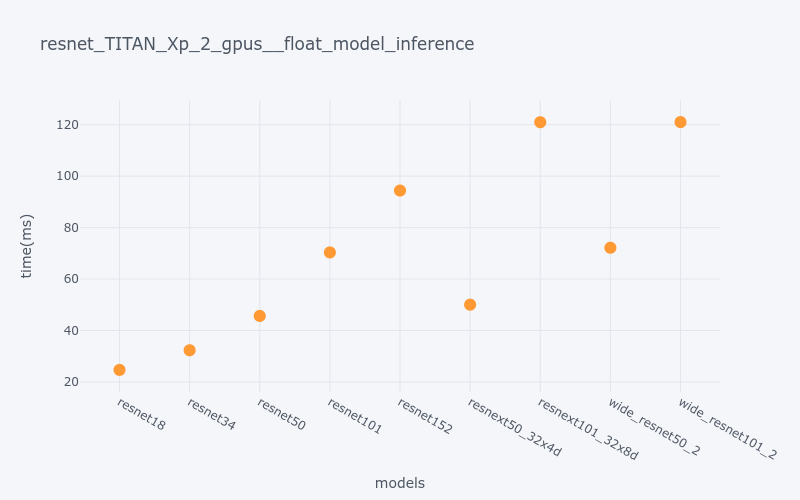 resnet_TITAN_Xp_2_gpus__float_model_inference
time(ms)
120
100
80
60
40
20
resnet18
resnet34
resnet50
resnet101
resnet152
resnext50_32x4d
resnext101_32x8d
wide_resnet50_2
wide_resnet101_2
models